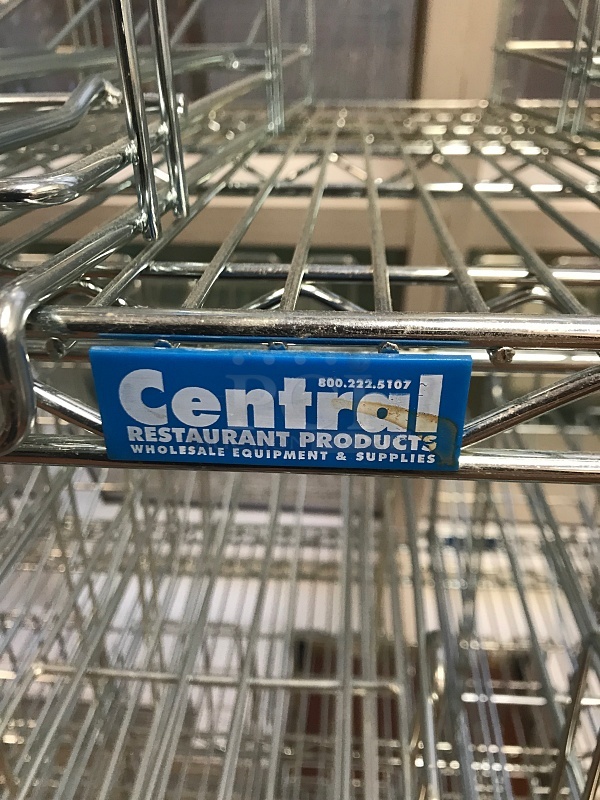 800.222.5107
Central
RESTAURANT PRODUCTS
WHOLESALE EQUIPMENT & SUPPLIES